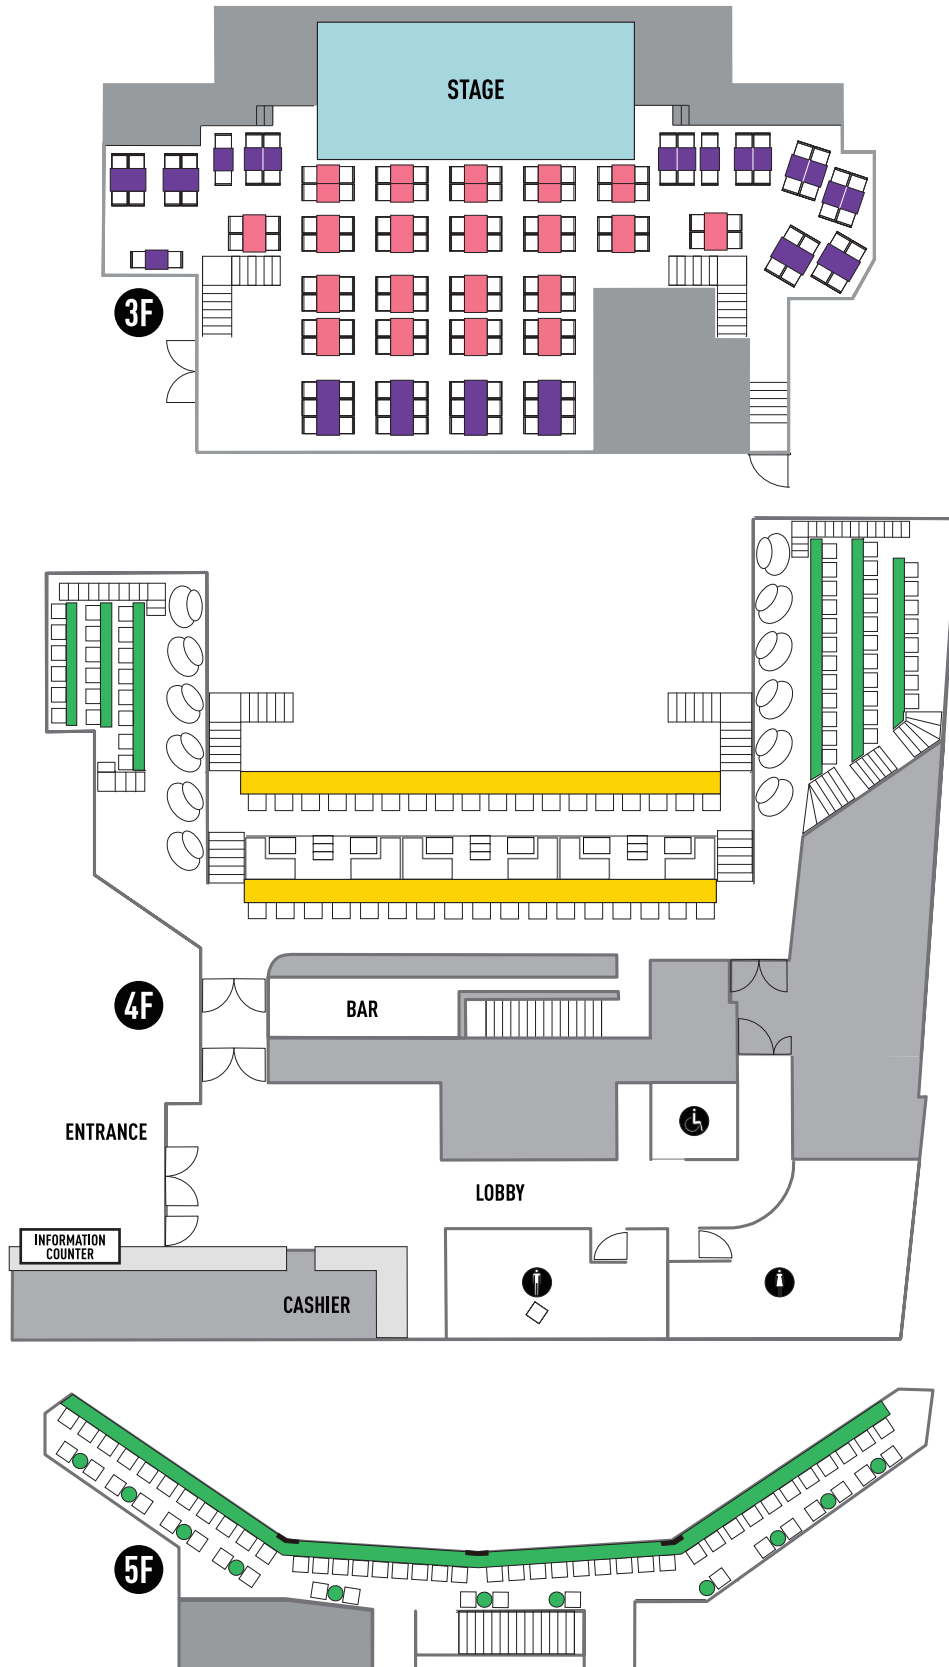 STAGE
3F
4F
BAR
ENTRANCE
LOBBY
INFORMATION
COUNTER
CASHIER
5F